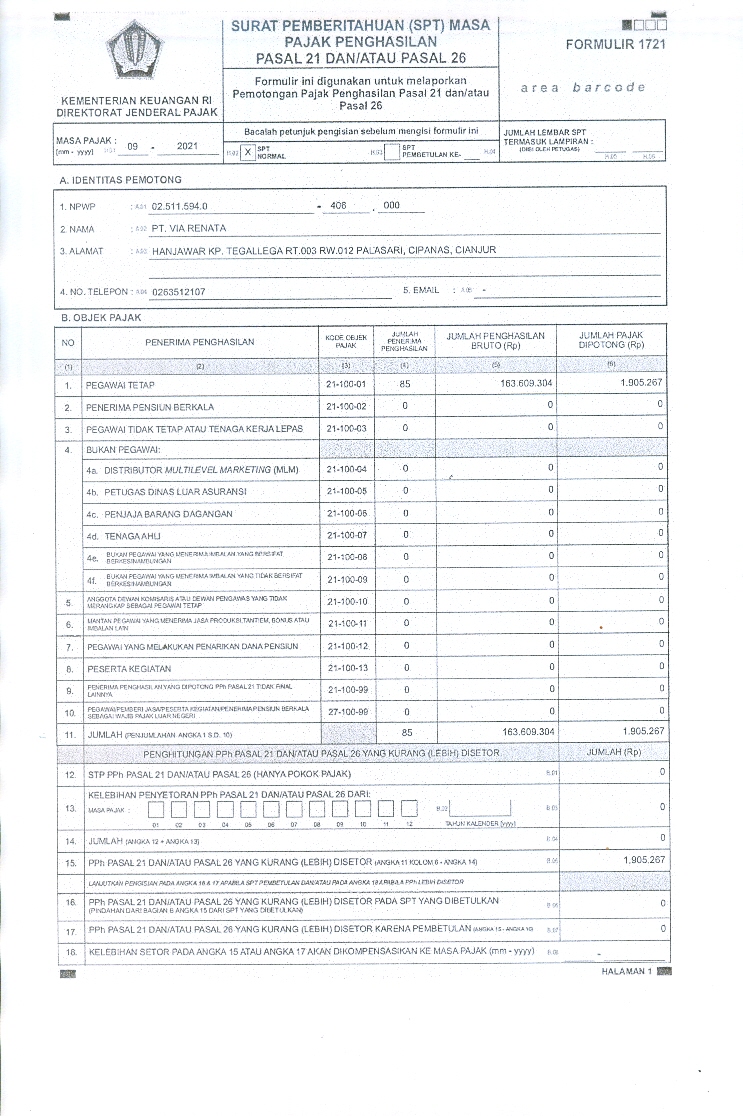 SURAT PEMBERITAHUAN (SPT) MASA
PAJAK PENGHASILAN
PASAL 21 DAN/ATAU PASAL 26
FORMULIR 1721
Formulir ini digunakan untuk melaporkan
Pemotongan Pajak Penghasilan Pasal 21 dan/atau
Pasal 26
area barcode
KEMENTERIAN KEUANGAN RI
DIREKTORAT JENDERAL PAJAK
Bacalah petunjuk pengisian sebelum mengisi formulir ini
MASA PAJAK :
[mm - yyyy] H.01 09 - 2021
H.02 X SPT NORMAL
H.03 SPT PEMBETULAN KE- H.04
JUMLAH LEMBAR SPT
TERMASUK LAMPIRAN :
(DIISI OLEH PETUGAS) H.05 H.06
A. IDENTITAS PEMOTONG
1. NPWP : A.01 02.511.594.0 - 406 . 000
2. NAMA : A.02 PT. VIA RENATA
3. ALAMAT : A.03 HANJAWAR KP. TEGALLEGA RT.003 RW.012 PALASARI, CIPANAS, CIANJUR
4. NO. TELEPON : A.04 0263512107 5. EMAIL : A.05 -
B. OBJEK PAJAK
NO PENERIMA PENGHASILAN KODE OBJEK PAJAK JUMLAH PENERIMA PENGHASILAN JUMLAH PENGHASILAN BRUTO (Rp) JUMLAH PAJAK DIPOTONG (Rp)
(1) (2) (3) (4) (5) (6)
1. PEGAWAI TETAP 21-100-01 85 163.609.304 1.905.267
2. PENERIMA PENSIUN BERKALA 21-100-02 0 0 0
3. PEGAWAI TIDAK TETAP ATAU TENAGA KERJA LEPAS 21-100-03 0 0 0
4. BUKAN PEGAWAI:
4a. DISTRIBUTOR MULTILEVEL MARKETING (MLM) 21-100-04 0 0 0
4b. PETUGAS DINAS LUAR ASURANSI 21-100-05 0 0 0
4c. PENJAJA BARANG DAGANGAN 21-100-06 0 0 0
4d. TENAGA AHLI 21-100-07 0 0 0
4e. BUKAN PEGAWAI YANG MENERIMA IMBALAN YANG BERSIFAT BERKESINAMBUNGAN 21-100-08 0 0 0
4f. BUKAN PEGAWAI YANG MENERIMA IMBALAN YANG TIDAK BERSIFAT BERKESINAMBUNGAN 21-100-09 0 0 0
5. ANGGOTA DEWAN KOMISARIS ATAU DEWAN PENGAWAS YANG TIDAK MERANGKAP SEBAGAI PEGAWAI TETAP 21-100-10 0 0 0
6. MANTAN PEGAWAI YANG MENERIMA JASA PRODUKSI, TANTIEM, BONUS ATAU IMBALAN LAIN 21-100-11 0 0 0
7. PEGAWAI YANG MELAKUKAN PENARIKAN DANA PENSIUN 21-100-12 0 0 0
8. PESERTA KEGIATAN 21-100-13 0 0 0
9. PENERIMA PENGHASILAN YANG DIPOTONG PPh PASAL 21 TIDAK FINAL LAINNYA 21-100-99 0 0 0
10. PEGAWAI/PEMBERI JASA/PESERTA KEGIATAN/PENERIMA PENSIUN BERKALA SEBAGAI WAJIB PAJAK LUAR NEGERI 27-100-99 0 0 0
11. JUMLAH (PENJUMLAHAN ANGKA 1 S.D. 10) 85 163.609.304 1.905.267
PENGHITUNGAN PPh PASAL 21 DAN/ATAU PASAL 26 YANG KURANG (LEBIH) DISETOR JUMLAH (Rp)
12. STP PPh PASAL 21 DAN/ATAU PASAL 26 (HANYA POKOK PAJAK) B.01 0
KELEBIHAN PENYETORAN PPh PASAL 21 DAN/ATAU PASAL 26 DARI:
13. MASA PAJAK : B.02 B.03 0
01 02 03 04 05 06 07 08 09 10 11 12 TAHUN KALENDER [yyyy]
14. JUMLAH (ANGKA 12 + ANGKA 13) B.04 0
15. PPh PASAL 21 DAN/ATAU PASAL 26 YANG KURANG (LEBIH) DISETOR (ANGKA 11 KOLOM 6 - ANGKA 14) B.05 1.905.267
LANJUTKAN PENGISIAN PADA ANGKA 16 & 17 APABILA SPT PEMBETULAN DAN/ATAU PADA ANGKA 18 APABILA PPh LEBIH DISETOR
16. PPh PASAL 21 DAN/ATAU PASAL 26 YANG KURANG (LEBIH) DISETOR PADA SPT YANG DIBETULKAN
(PINDAHAN DARI BAGIAN B ANGKA 15 DARI SPT YANG DIBETULKAN) B.06 0
17. PPh PASAL 21 DAN/ATAU PASAL 26 YANG KURANG (LEBIH) DISETOR KARENA PEMBETULAN (ANGKA 15 - ANGKA 16) B.07 0
18. KELEBIHAN SETOR PADA ANGKA 15 ATAU ANGKA 17 AKAN DIKOMPENSASIKAN KE MASA PAJAK (mm - yyyy) B.08 -
HALAMAN 1